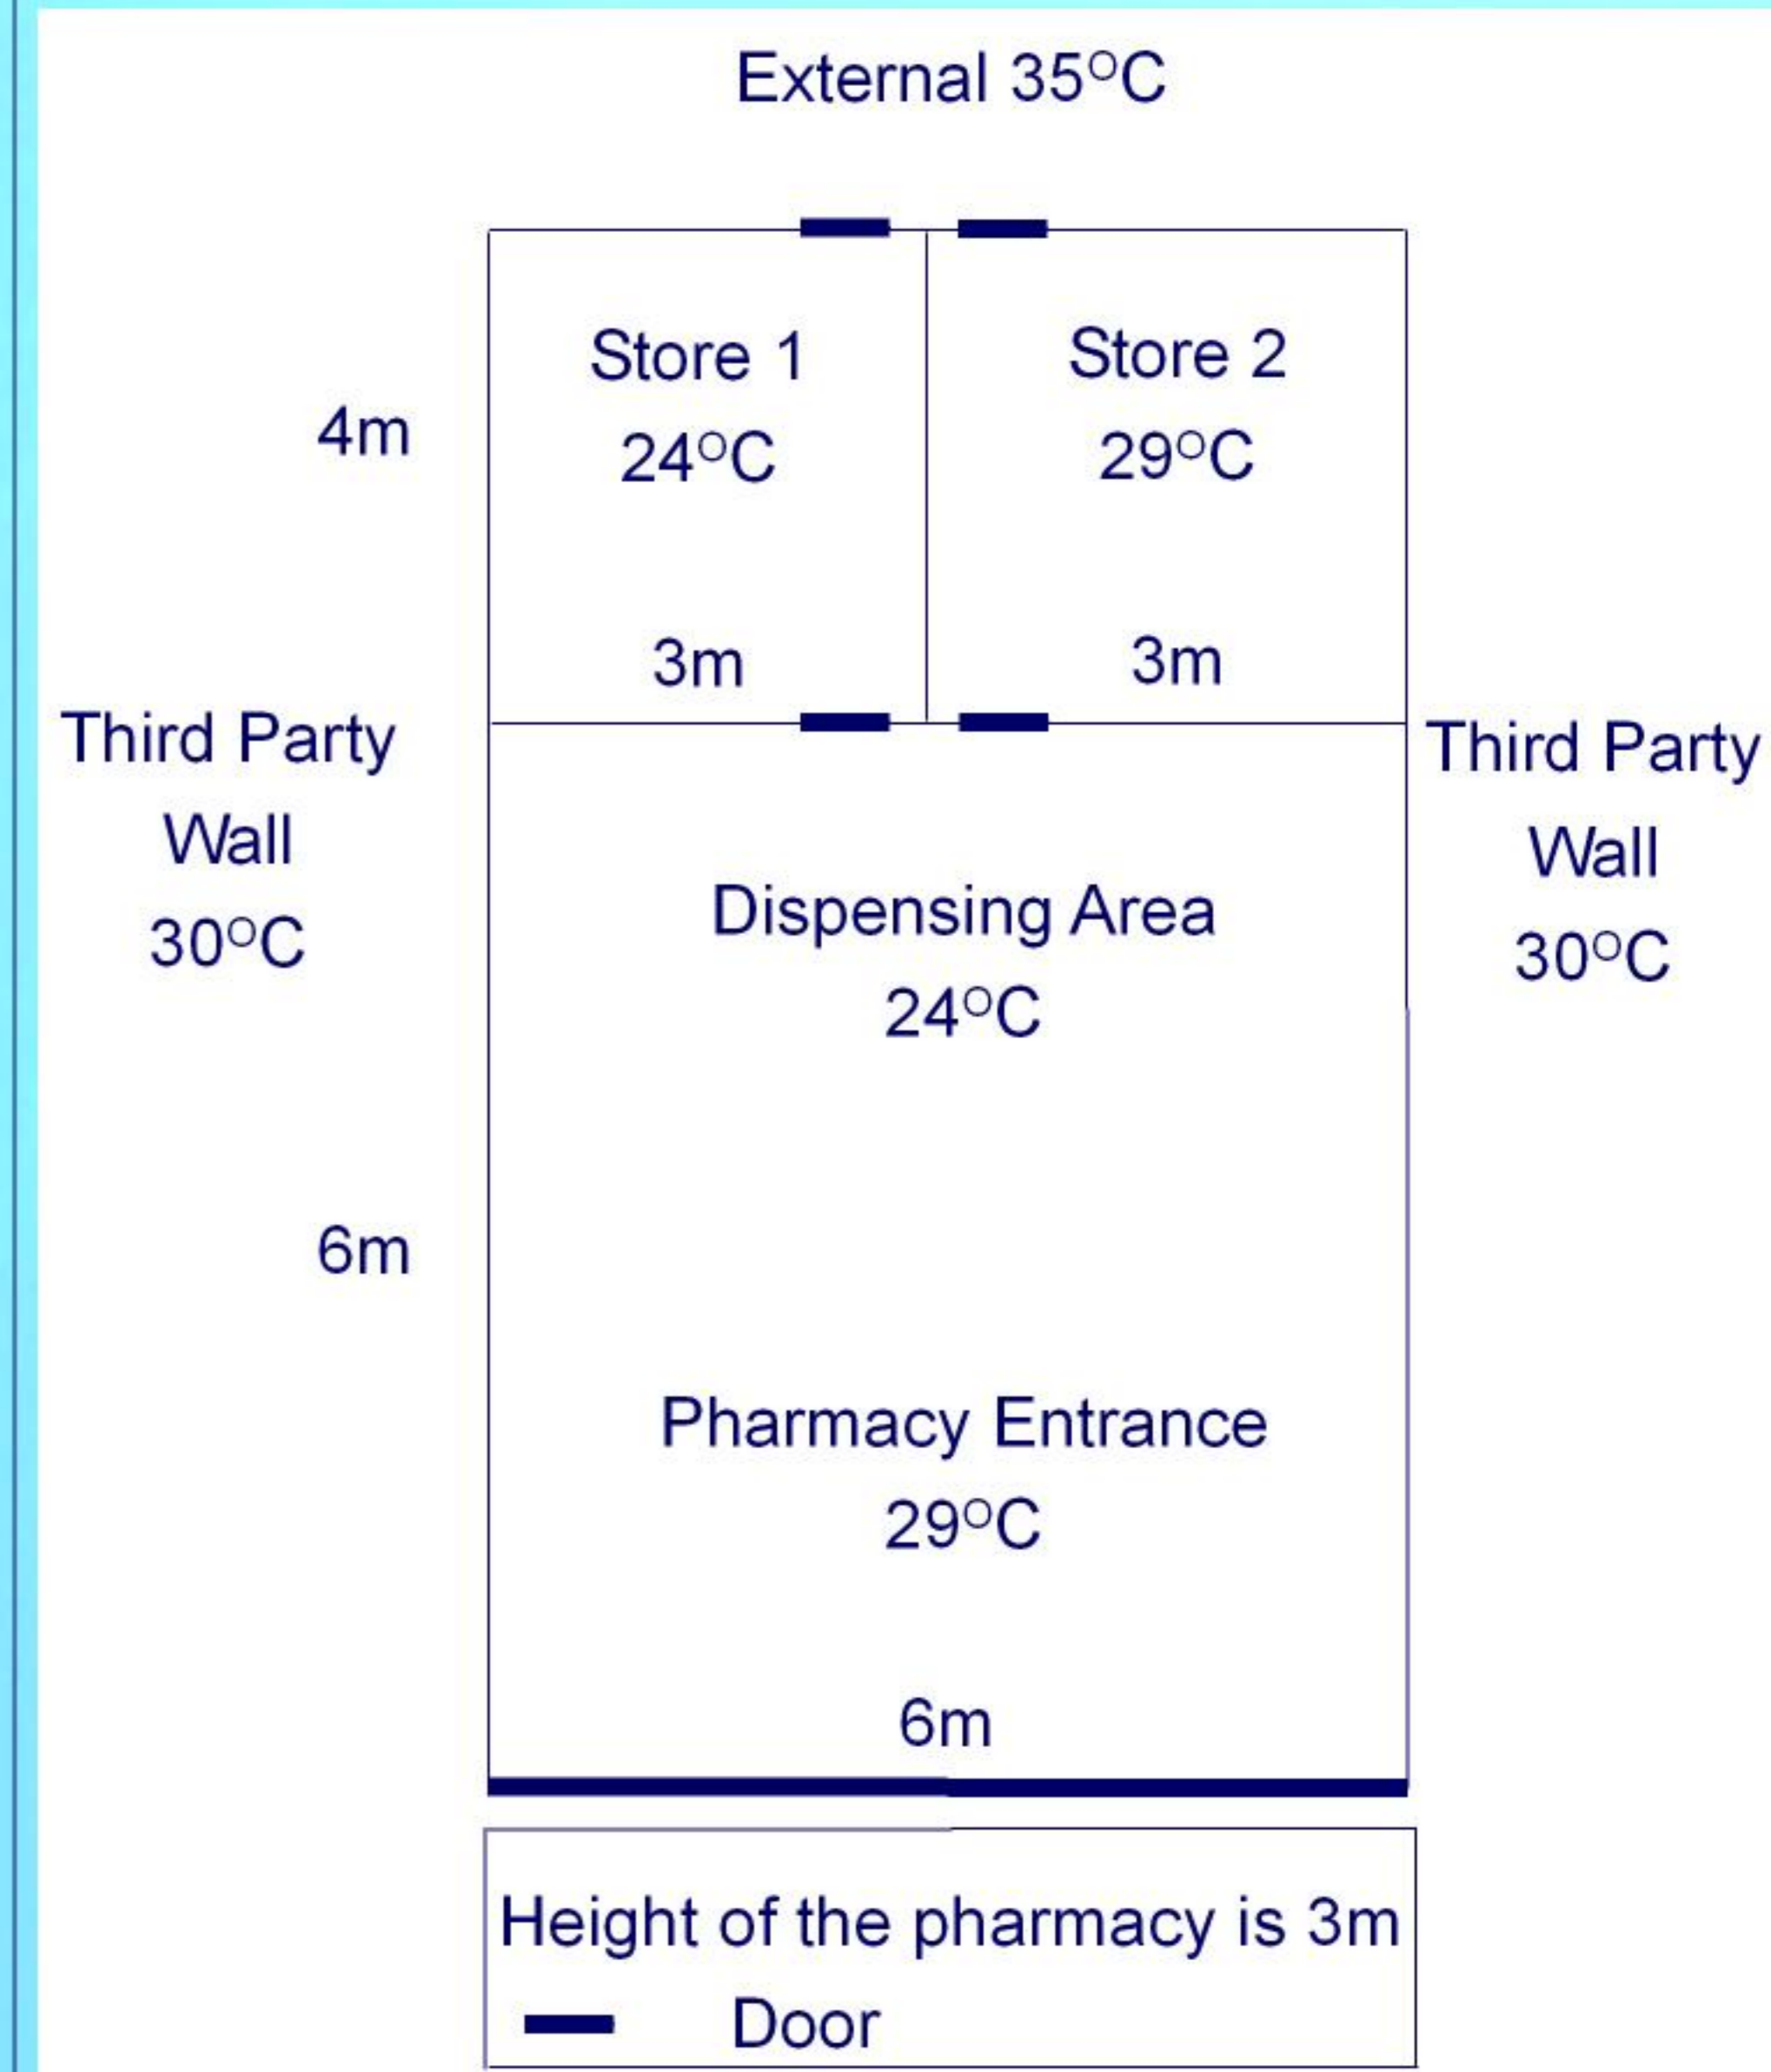 External 35°C
Store 1
24°C
Store 2
29°C
4m
3m
3m
Third Party
Wall
30°C
Third Party
Wall
30°C
Dispensing Area
24°C
6m
Pharmacy Entrance
29°C
6m
Height of the pharmacy is 3m
Door